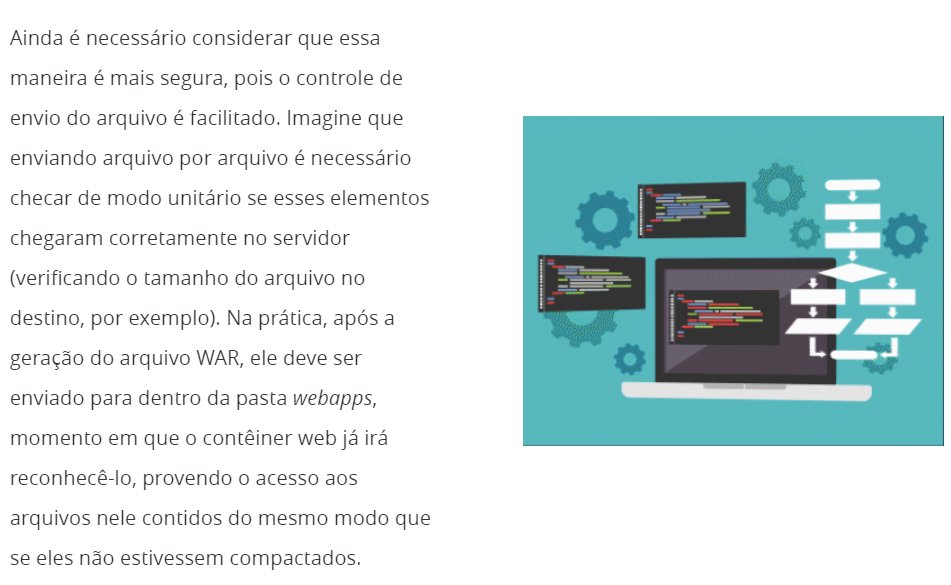 Ainda é necessário considerar que essa
maneira é mais segura, pois o controle de
envio do arquivo é facilitado. Imagine que
enviando arquivo por arquivo é necessário
checar de modo unitário se esses elementos
chegaram corretamente no servidor
(verificando o tamanho do arquivo no
destino, por exemplo). Na prática, após a
geração do arquivo WAR, ele deve ser
enviado para dentro da pasta webapps,
momento em que o contêiner web já irá
reconhecê-lo, provendo o acesso aos
arquivos nele contidos do mesmo modo que
se eles não estivessem compactados.